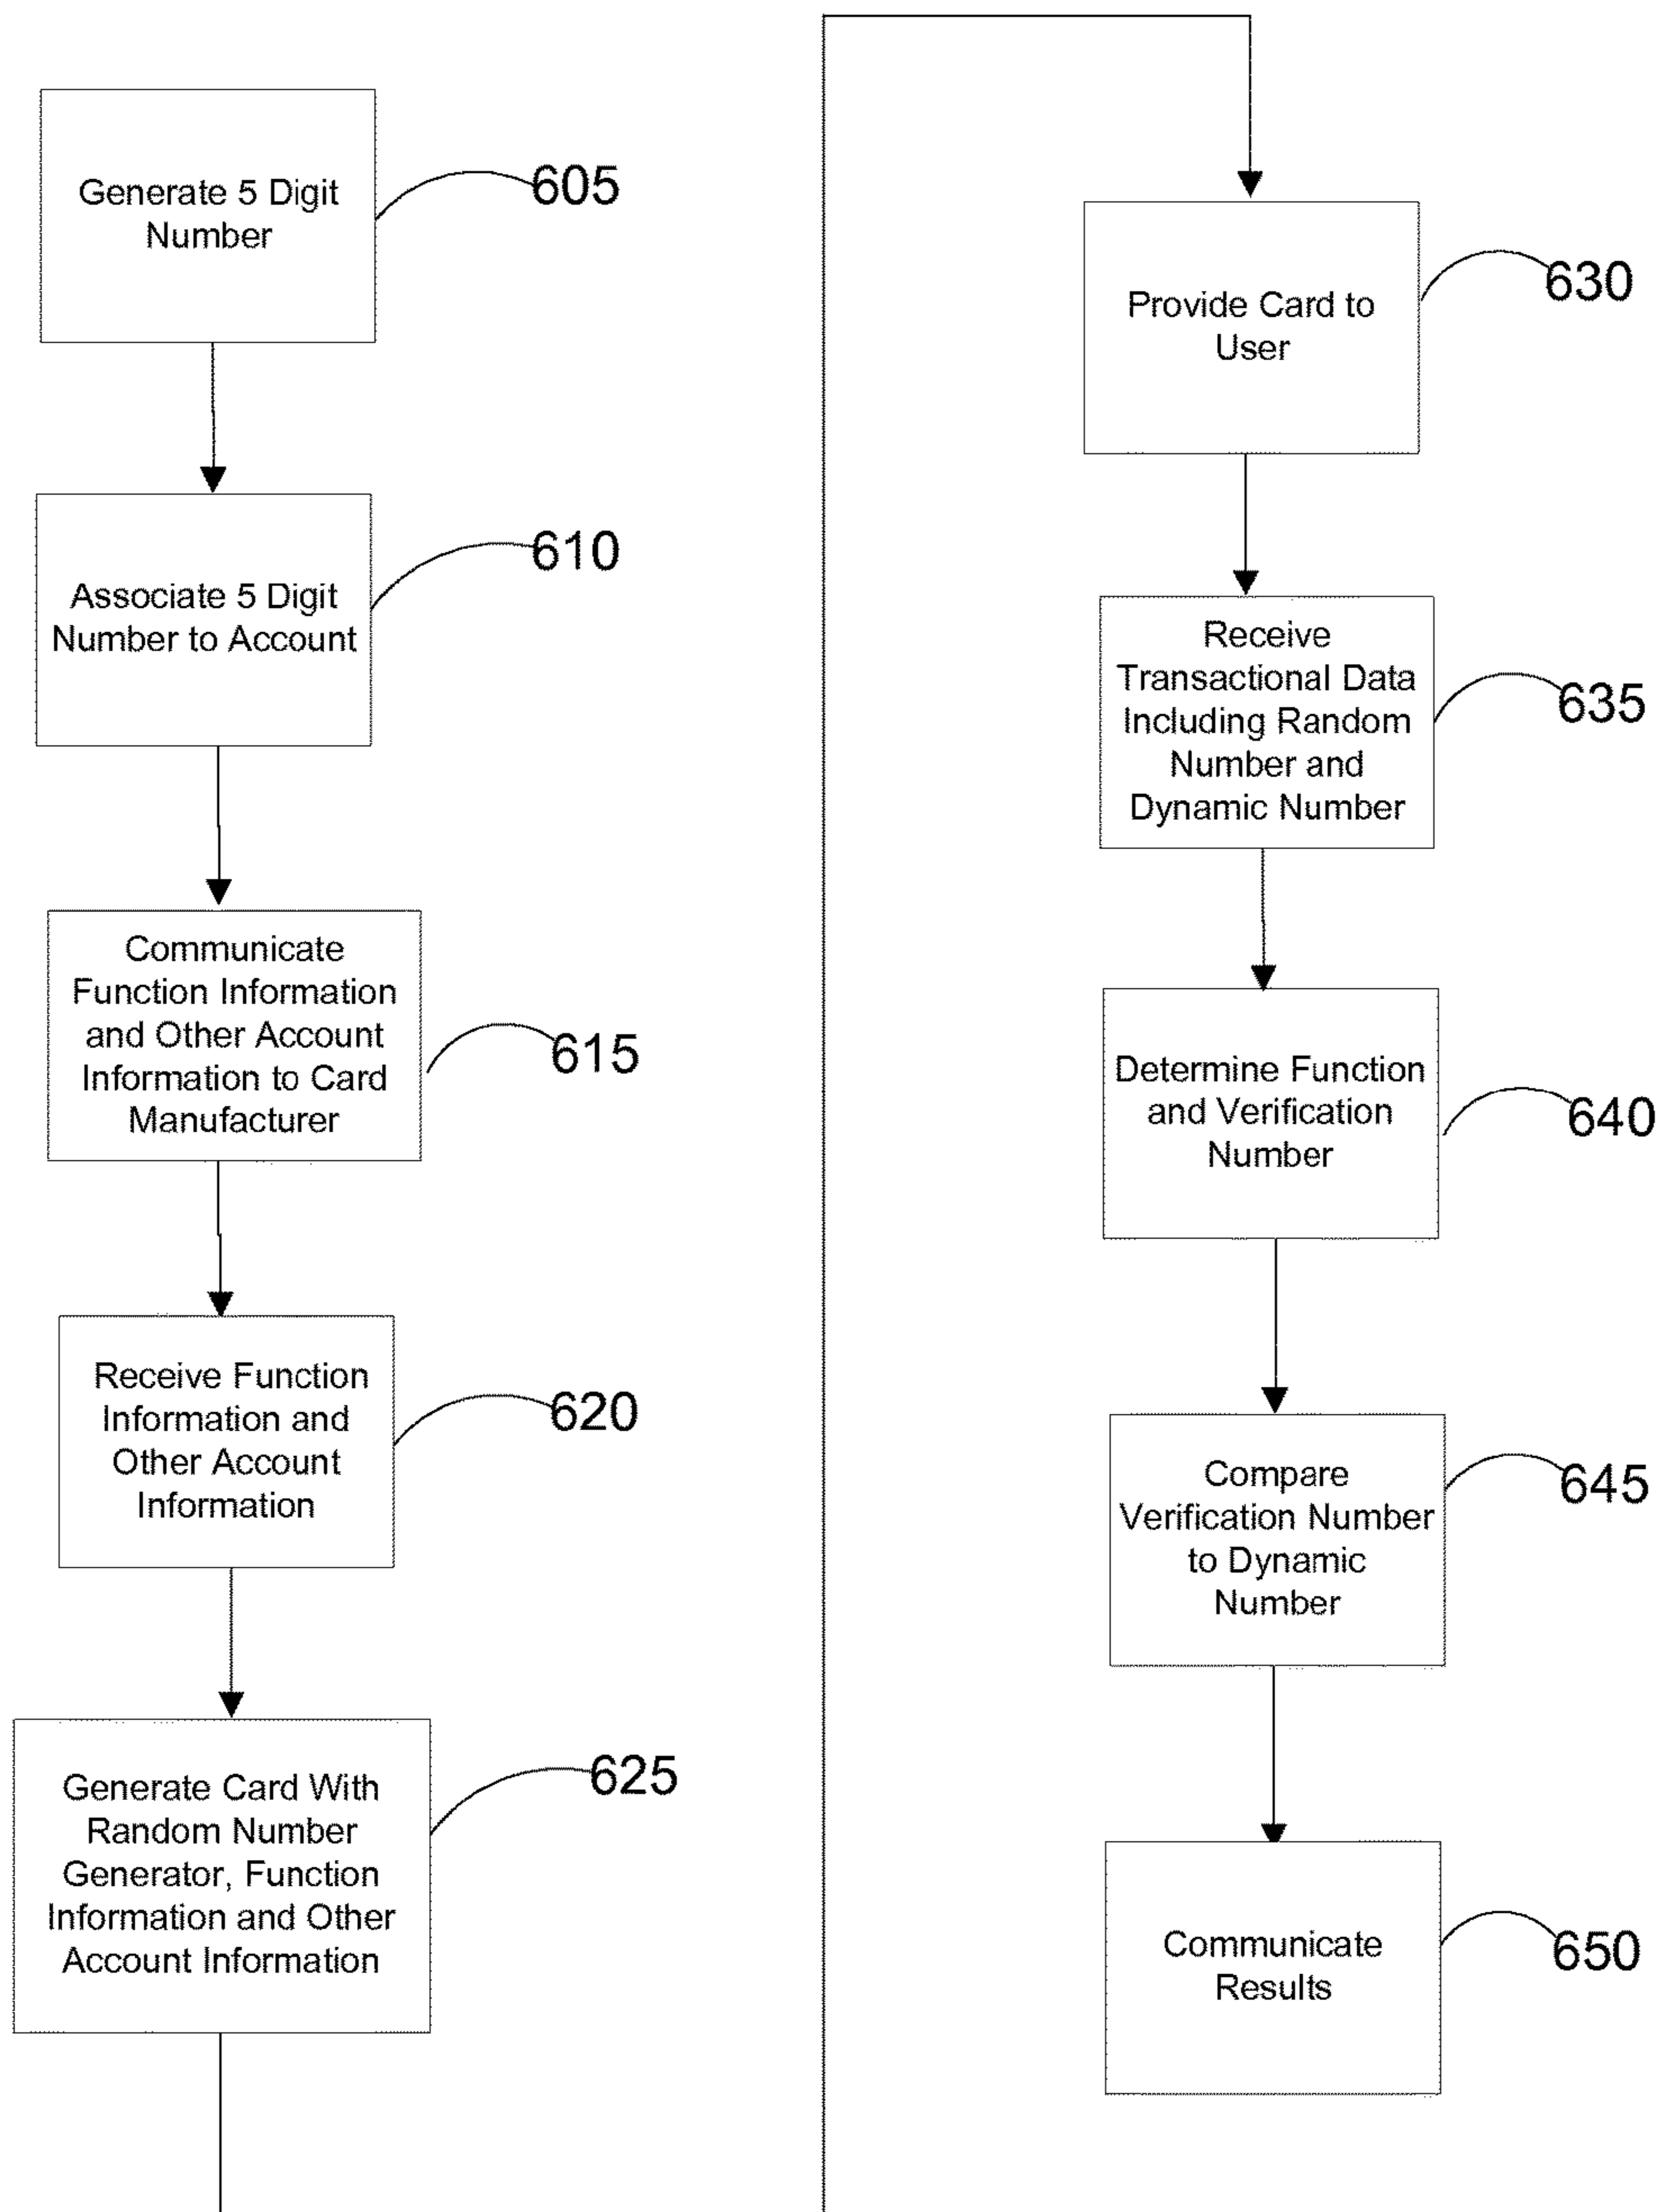 Generate 5 Digit
Number
605
Associate 5 Digit
Number to Account
610
Communicate
Function Information
and Other Account
Information to Card
Manufacturer
615
Receive Function
Information and
Other Account
Information
620
Generate Card With
Random Number
Generator, Function
Information and Other
Account Information
625
Provide Card to
User
630
Receive
Transactional Data
Including Random
Number and
Dynamic Number
635
Determine Function
and Verification
Number
640
Compare
Verification Number
to Dynamic
Number
645
Communicate
Results
650